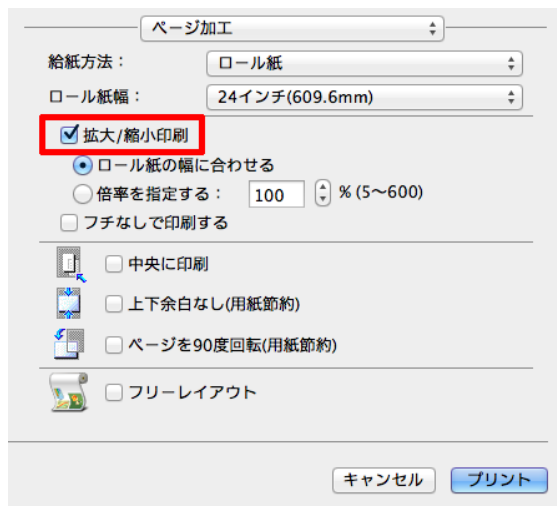 ページ加工
給紙方法： ロール紙
ロール紙幅： 24インチ(609.6mm)
拡大/縮小印刷
ロール紙の幅に合わせる
倍率を指定する： 100 % (5～600)
フチなしで印刷する
中央に印刷
上下余白なし(用紙節約)
ページを90度回転(用紙節約)
フリーレイアウト
キャンセル プリント